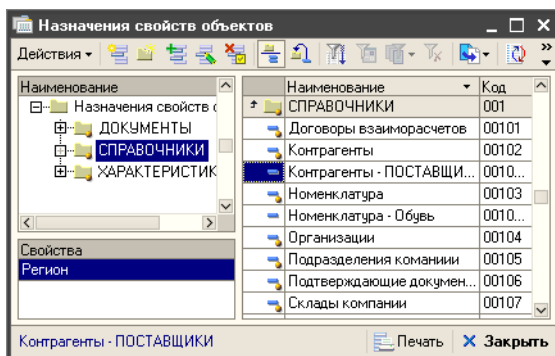 Назначения свойств объектов
Действия
Наименование
Назначения свойств о
ДОКУМЕНТЫ
СПРАВОЧНИКИ
ХАРАКТЕРИСТИК
Свойства
Регион
Наименование Код
СПРАВОЧНИКИ 001
Договоры взаиморасчетов 00101
Контрагенты 00102
Контрагенты - ПОСТАВЩИ... 0010...
Номенклатура 00103
Номенклатура - Обувь 0010...
Организации 00104
Подразделения команиии 00105
Подтверждающие докумен... 00106
Склады компании 00107
Контрагенты - ПОСТАВЩИКИ
Печать
Закрыть